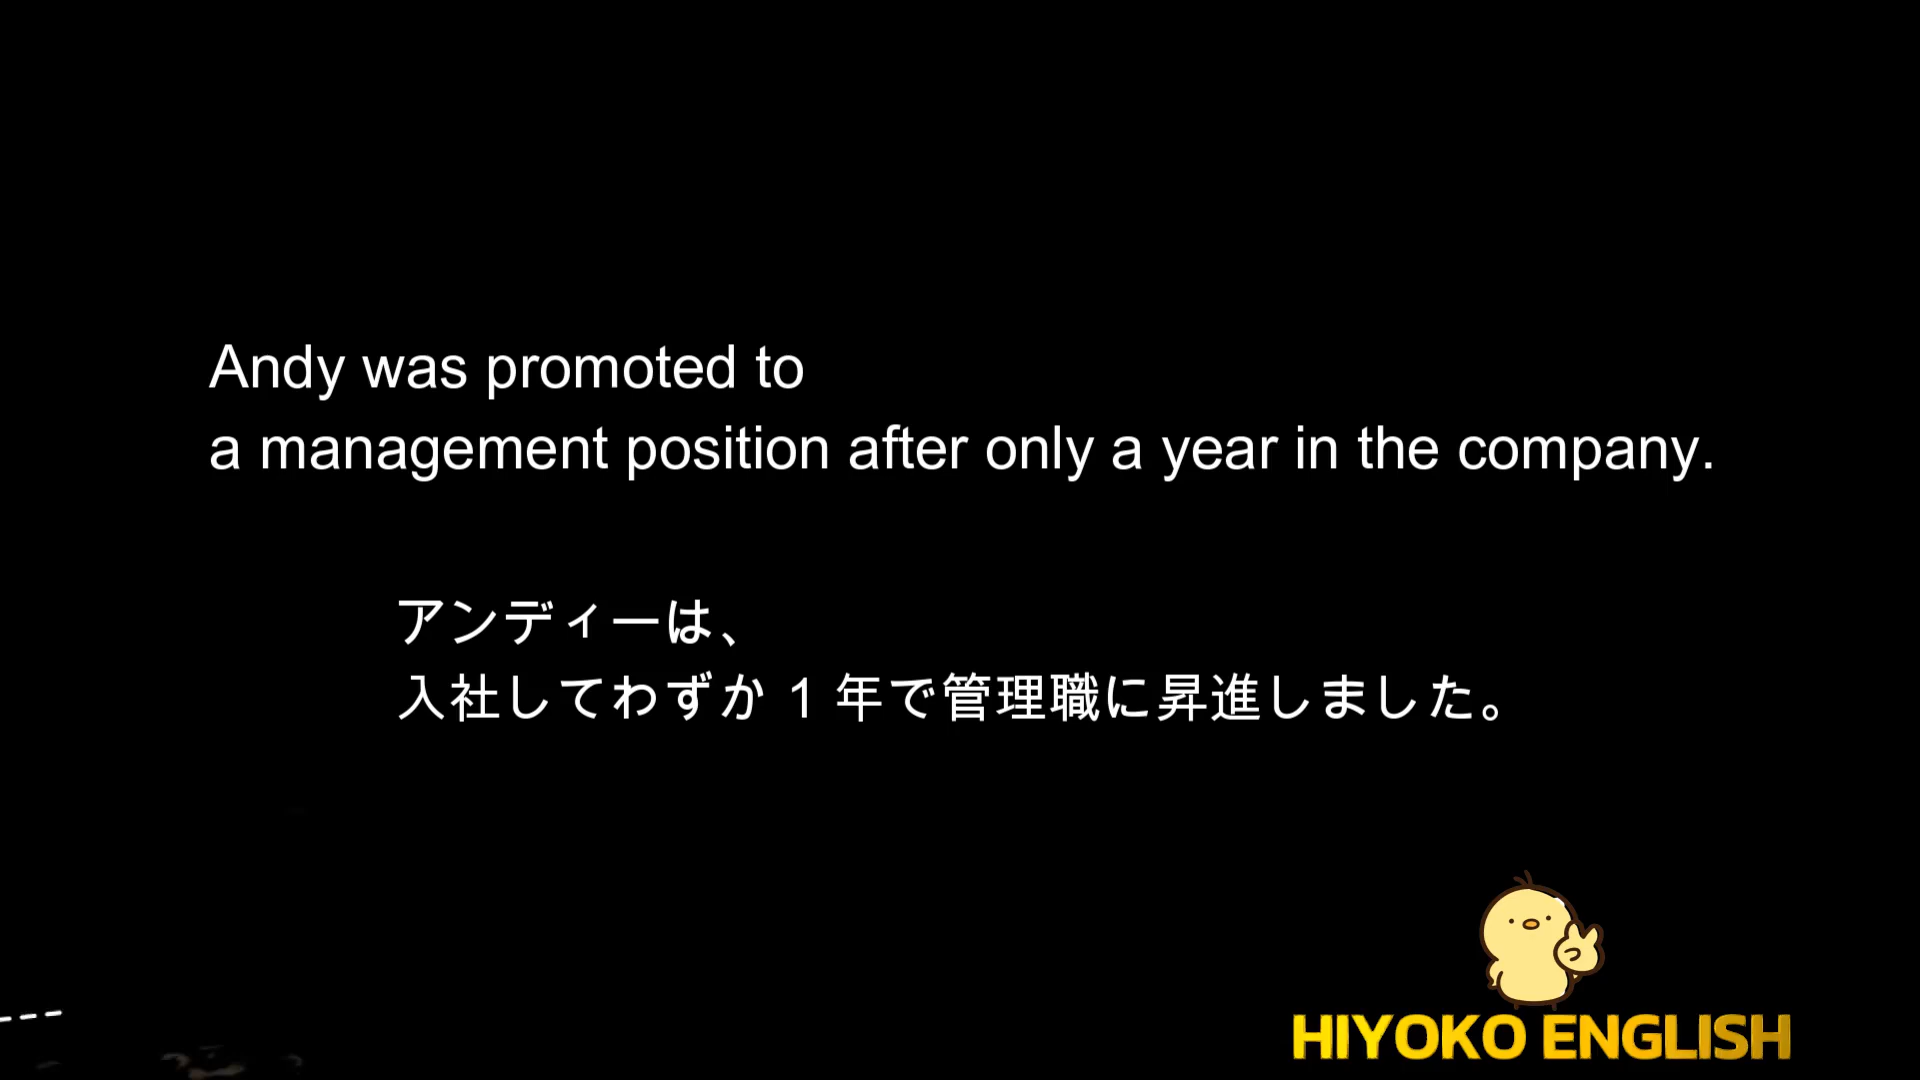 Andy was promoted to
a management position after only a year in the company.
アンディーは、
入社してわずか 1 年で管理職に昇進しました。
HIYOKO ENGLISH